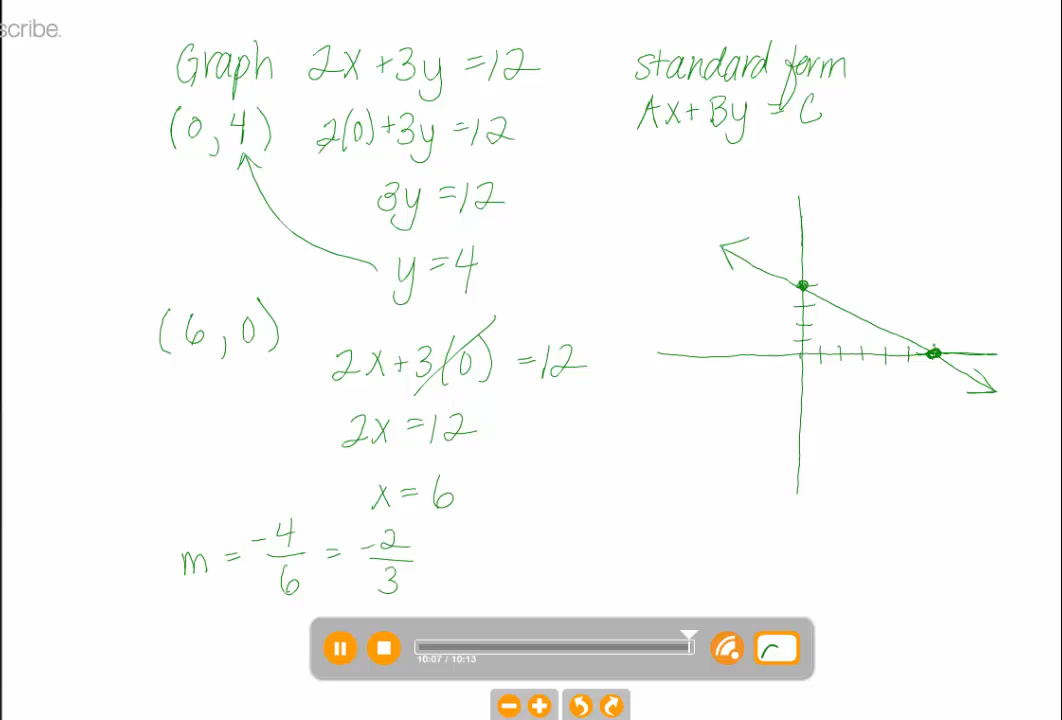 scribe.
Graph 2x + 3y = 12
(0, 4) 2(0) + 3y = 12
3y = 12
y = 4
(6, 0)
2x + 3(0) = 12
2x = 12
x = 6
m = -4/6 = -2/3
standard form
Ax + By = C
10:07 / 10:13